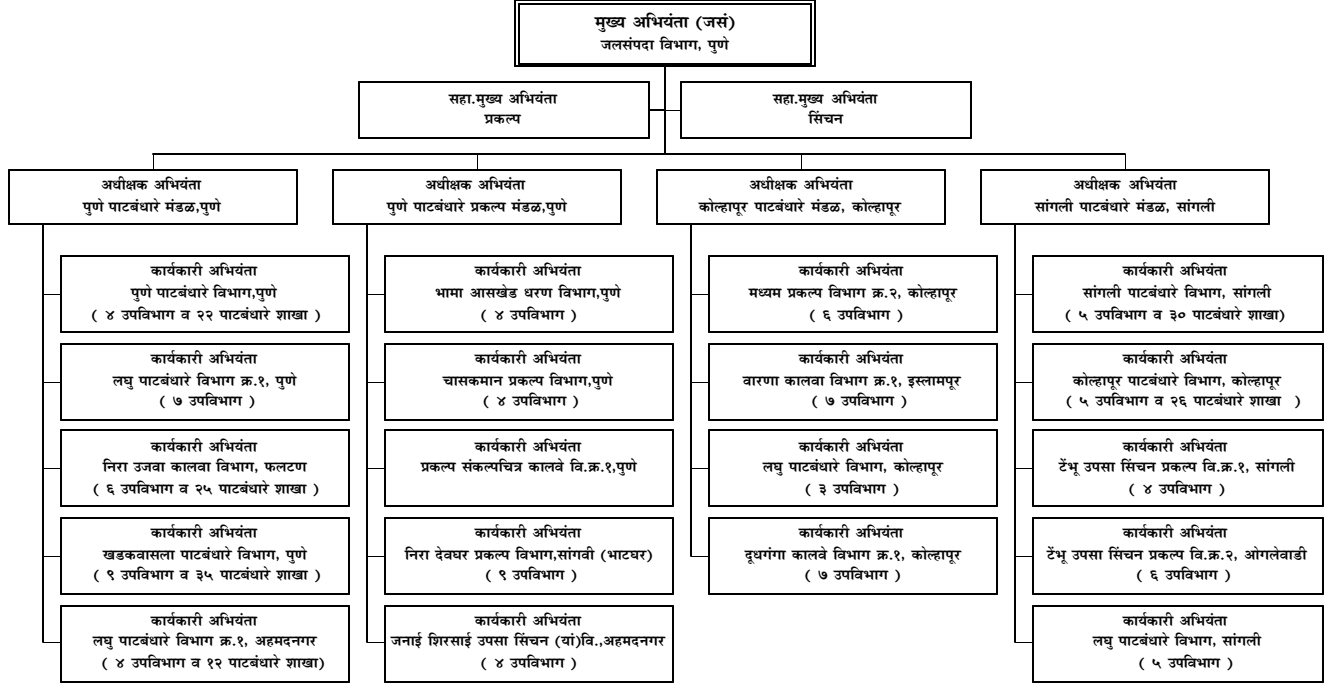 मुख्य अभियंता (जसं)
जलसंपदा विभाग, पुणे
सहा.मुख्य अभियंता
प्रकल्प
सहा.मुख्य अभियंता
सिंचन
अधीक्षक अभियंता
पुणे पाटबंधारे मंडळ,पुणे
कार्यकारी अभियंता
पुणे पाटबंधारे विभाग,पुणे
( ४ उपविभाग व २२ पाटबंधारे शाखा )
कार्यकारी अभियंता
लघु पाटबंधारे विभाग क्र.१, पुणे
( ७ उपविभाग )
कार्यकारी अभियंता
निरा उजवा कालवा विभाग, फलटण
( ६ उपविभाग व २५ पाटबंधारे शाखा )
कार्यकारी अभियंता
खडकवासला पाटबंधारे विभाग, पुणे
( ९ उपविभाग व ३५ पाटबंधारे शाखा )
कार्यकारी अभियंता
लघु पाटबंधारे विभाग क्र.१, अहमदनगर
( ४ उपविभाग व १२ पाटबंधारे शाखा)
अधीक्षक अभियंता
पुणे पाटबंधारे प्रकल्प मंडळ,पुणे
कार्यकारी अभियंता
भामा आसखेड धरण विभाग,पुणे
( ४ उपविभाग )
कार्यकारी अभियंता
चासकमान प्रकल्प विभाग,पुणे
( ४ उपविभाग )
कार्यकारी अभियंता
प्रकल्प संकल्पचित्र कालवे वि.क्र.१,पुणे
कार्यकारी अभियंता
निरा देवघर प्रकल्प विभाग,सांगवी (भाटघर)
( ९ उपविभाग )
कार्यकारी अभियंता
जनाई शिरसाई उपसा सिंचन (यां)वि.,अहमदनगर
( ४ उपविभाग )
अधीक्षक अभियंता
कोल्हापूर पाटबंधारे मंडळ, कोल्हापूर
कार्यकारी अभियंता
मध्यम प्रकल्प विभाग क्र.२, कोल्हापूर
( ६ उपविभाग )
कार्यकारी अभियंता
वारणा कालवा विभाग क्र.१, इस्लामपूर
( ७ उपविभाग )
कार्यकारी अभियंता
लघु पाटबंधारे विभाग, कोल्हापूर
( ३ उपविभाग )
कार्यकारी अभियंता
दूधगंगा कालवे विभाग क्र.१, कोल्हापूर
( ७ उपविभाग )
अधीक्षक अभियंता
सांगली पाटबंधारे मंडळ, सांगली
कार्यकारी अभियंता
सांगली पाटबंधारे विभाग, सांगली
( ५ उपविभाग व ३० पाटबंधारे शाखा)
कार्यकारी अभियंता
कोल्हापूर पाटबंधारे विभाग, कोल्हापूर
( ५ उपविभाग व २६ पाटबंधारे शाखा )
कार्यकारी अभियंता
टेंभू उपसा सिंचन प्रकल्प वि.क्र.१, सांगली
( ४ उपविभाग )
कार्यकारी अभियंता
टेंभू उपसा सिंचन प्रकल्प वि.क्र.२, ओगलेवाडी
( ६ उपविभाग )
कार्यकारी अभियंता
लघु पाटबंधारे विभाग, सांगली
( ५ उपविभाग )